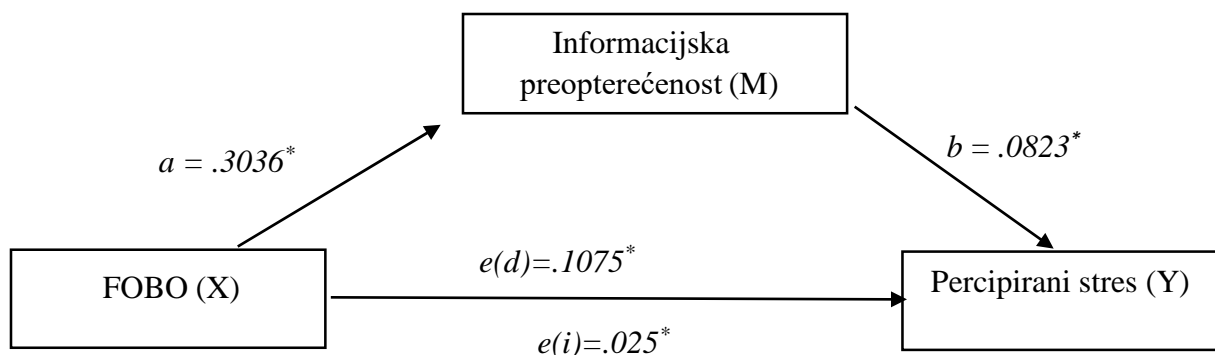 Informacijska
preopterećenost (M)
a = .3036*
b = .0823*
FOBO (X)
e(d)=.1075*
Percipirani stres (Y)
e(i)=.025*